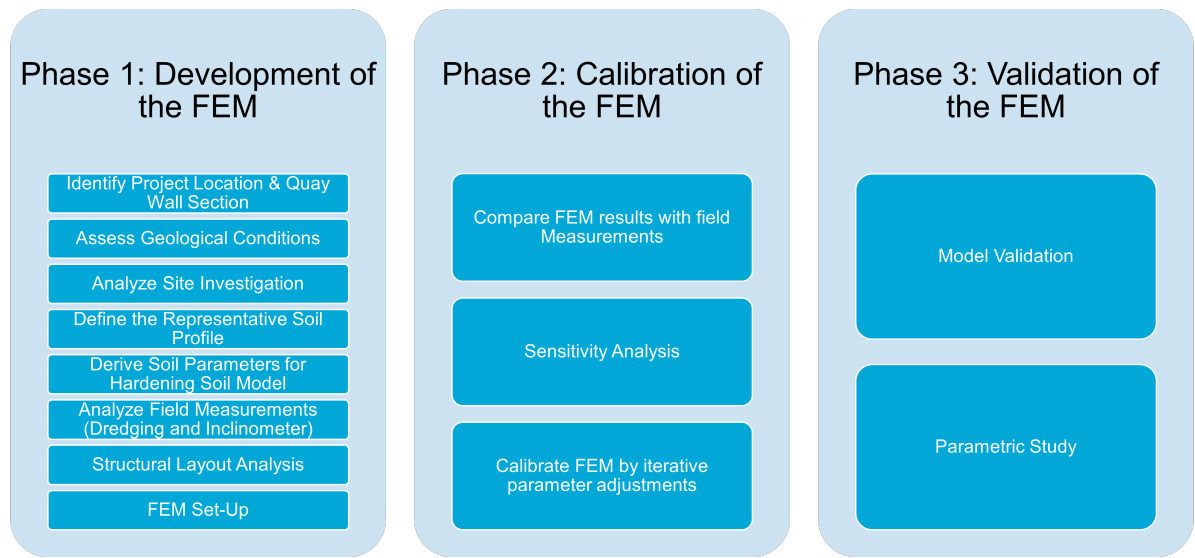 Phase 1: Development of
the FEM
Identify Project Location & Quay
Wall Section
Assess Geological Conditions
Analyze Site Investigation
Define the Representative Soil
Profile
Derive Soil Parameters for
Hardening Soil Model
Analyze Field Measurements
(Dredging and Inclinometer)
Structural Layout Analysis
FEM Set-Up
Phase 2: Calibration of
the FEM
Compare FEM results with field
Measurements
Sensitivity Analysis
Calibrate FEM by iterative
parameter adjustments
Phase 3: Validation of
the FEM
Model Validation
Parametric Study